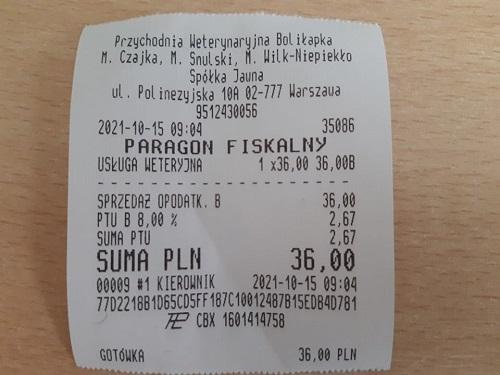 Przychodnia Weterynaryjna Boliłapka
M. Czajka, M. Snulski, M. Wilk-Niepiekło
Spółka Jawna
ul. Polinezyjska 10A 02-777 Warszawa
9512430056
2021-10-15 09:04 35086
PARAGON FISKALNY
USŁUGA WETERYJNA 1 x36,00 36,00B
SPRZEDAŻ OPODATK. B 36,00
PTU B 8,00 % 2,67
SUMA PTU 2,67
SUMA PLN 36,00
00009 #1 KIEROWNIK 2021-10-15 09:04
77D2218B1D65CD5FF187C10012487B15ED84D781
CBX 1601414758
GOTÓWKA 36,00 PLN